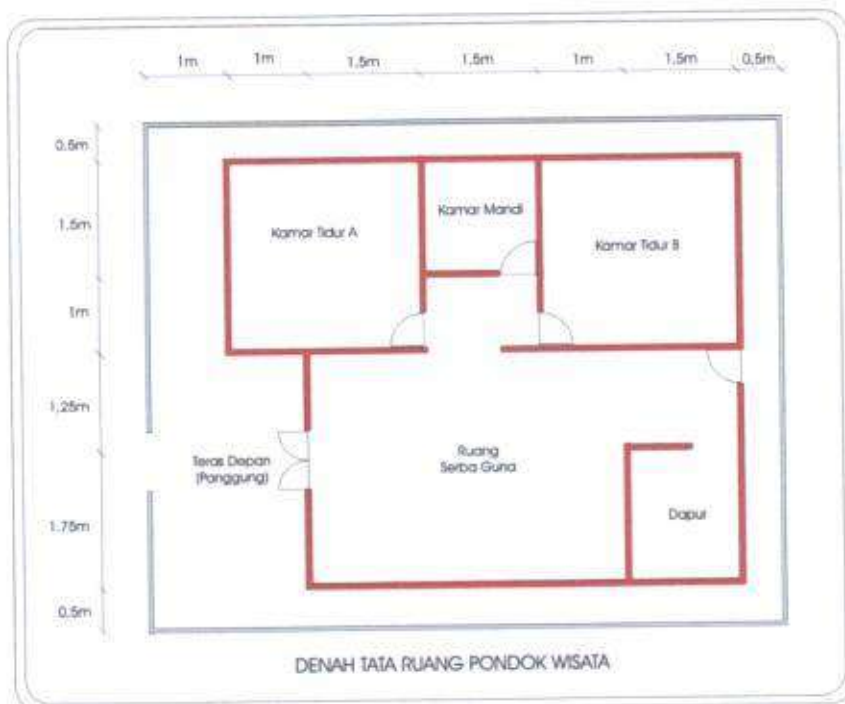 1m 1m 1,5m 1,5m 1m 1,5m 0,5m
0,5m
1,5m
1m
1,25m
1,75m
0,5m
Kamar Tidur A
Kamar Mandi
Kamar Tidur B
Teras Depan
(Panggung)
Ruang
Serba Guna
Dapur
DENAH TATA RUANG PONDOK WISATA